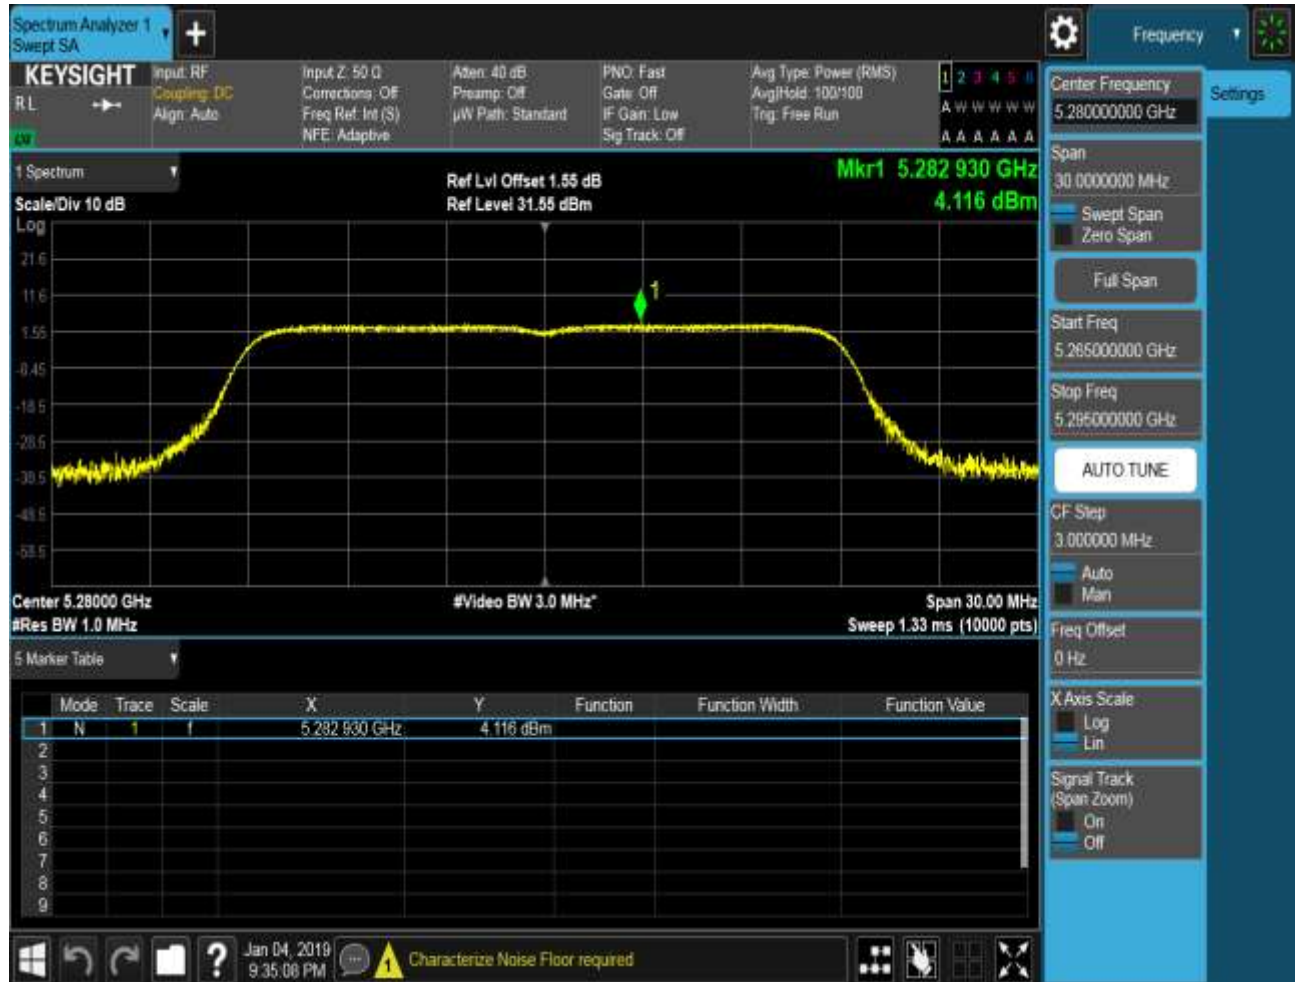 Spectrum Analyzer 1
Swept SA
Frequency
KEYSIGHT
RL
Input: RF
Coupling: DC
Align: Auto
Input Z: 50 Ω
Corrections: Off
Freq Ref: Int (S)
NFE: Adaptive
Atten: 40 dB
Preamp: Off
µW Path: Standard
PNO: Fast
Gate: Off
IF Gain: Low
Sig Track: Off
Avg Type: Power (RMS)
Avg|Hold: 100/100
Trig: Free Run
1 2 3 4 5 6
A W W W W W
A A A A A A
1 Spectrum
Scale/Div 10 dB
Ref Lvl Offset 1.55 dB
Ref Level 31.55 dBm
Mkr1 5.282 930 GHz
4.116 dBm
Log
21.6
11.6
1.55
-8.45
-18.5
-28.5
-38.5
-48.5
-58.5
1
Center 5.28000 GHz
#Res BW 1.0 MHz
#Video BW 3.0 MHz*
Span 30.00 MHz
Sweep 1.33 ms (10000 pts)
5 Marker Table
Mode Trace Scale X Y Function Function Width Function Value
1 N 1 f 5.282 930 GHz 4.116 dBm
2
3
4
5
6
7
8
9
Jan 04, 2019
9:35:08 PM
Characterize Noise Floor required
Center Frequency
5.280000000 GHz
Settings
Span
30.0000000 MHz
Swept Span
Zero Span
Full Span
Start Freq
5.265000000 GHz
Stop Freq
5.295000000 GHz
AUTO TUNE
CF Step
3.000000 MHz
Auto
Man
Freq Offset
0 Hz
X Axis Scale
Log
Lin
Signal Track
(Span Zoom)
On
Off